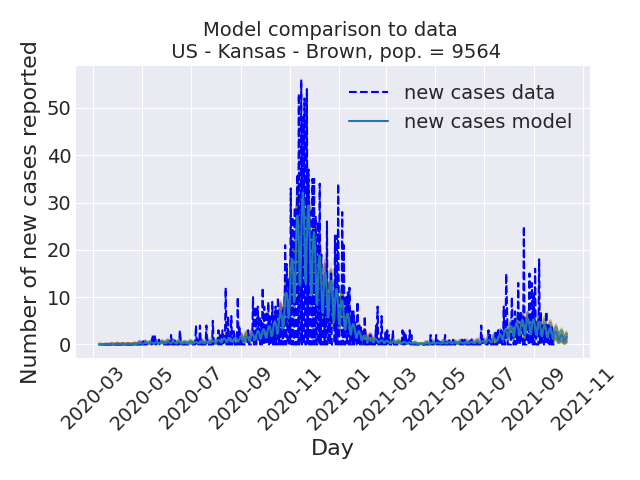 Model comparison to data
US - Kansas - Brown, pop. = 9564
Number of new cases reported
new cases data
new cases model
50
40
30
20
10
0
2020-03
2020-05
2020-07
2020-09
2020-11
2021-01
2021-03
2021-05
2021-07
2021-09
2021-11
Day